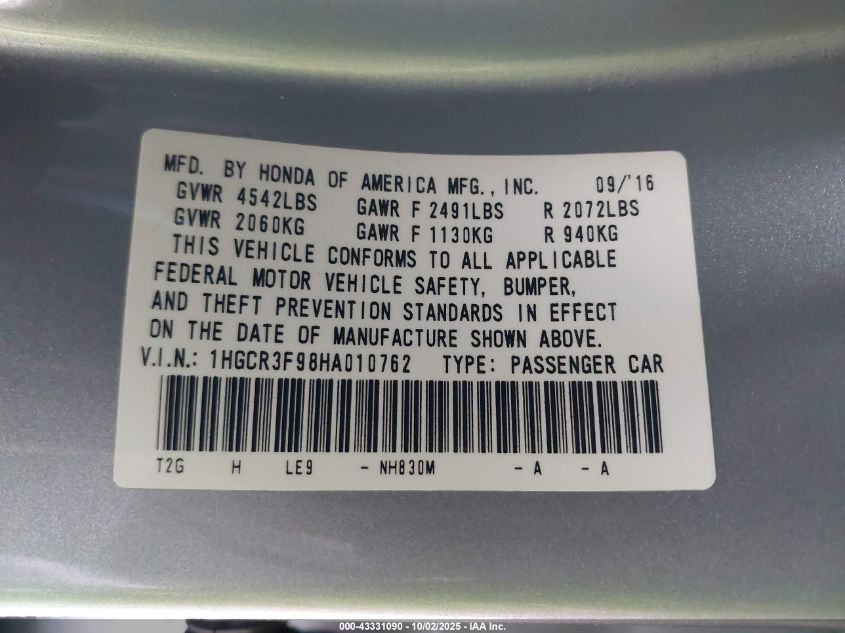 MFD. BY HONDA OF AMERICA MFG., INC. 09/'16
GVWR 4542LBS GAWR F 2491LBS R 2072LBS
GVWR 2060KG GAWR F 1130KG R 940KG
THIS VEHICLE CONFORMS TO ALL APPLICABLE
FEDERAL MOTOR VEHICLE SAFETY, BUMPER,
AND THEFT PREVENTION STANDARDS IN EFFECT
ON THE DATE OF MANUFACTURE SHOWN ABOVE.
V.I.N.: 1HGCR3F98HA010762 TYPE: PASSENGER CAR
T2G H LE9 - NH830M - A - A
000-43331090 - 10/02/2025 - IAA Inc.